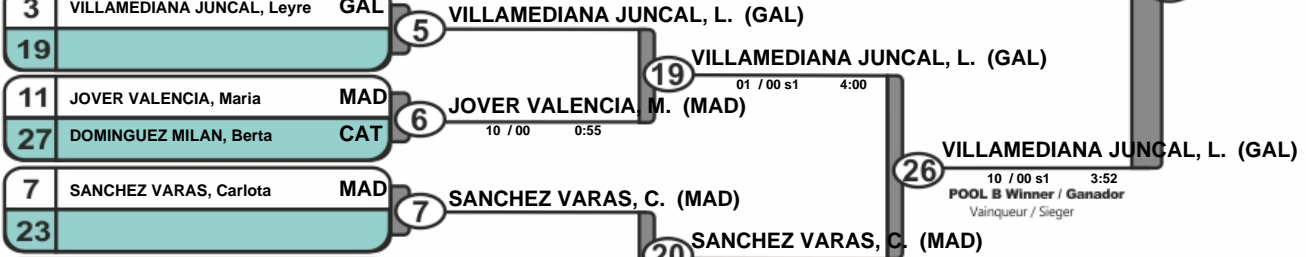 3 VILLAMEDIANA JUNCAL, Leyre GAL
19
5 VILLAMEDIANA JUNCAL, L. (GAL)
19 VILLAMEDIANA JUNCAL, L. (GAL)
01 / 00 s1 4:00
11 JOVER VALENCIA, Maria MAD
27 DOMINGUEZ MILAN, Berta CAT
6 JOVER VALENCIA, M. (MAD)
10 / 00 0:55
26 VILLAMEDIANA JUNCAL, L. (GAL)
10 / 00 s1 3:52
POOL B Winner / Ganador
Vainqueur / Sieger
7 SANCHEZ VARAS, Carlota MAD
23
7 SANCHEZ VARAS, C. (MAD)
20 SANCHEZ VARAS, C. (MAD)